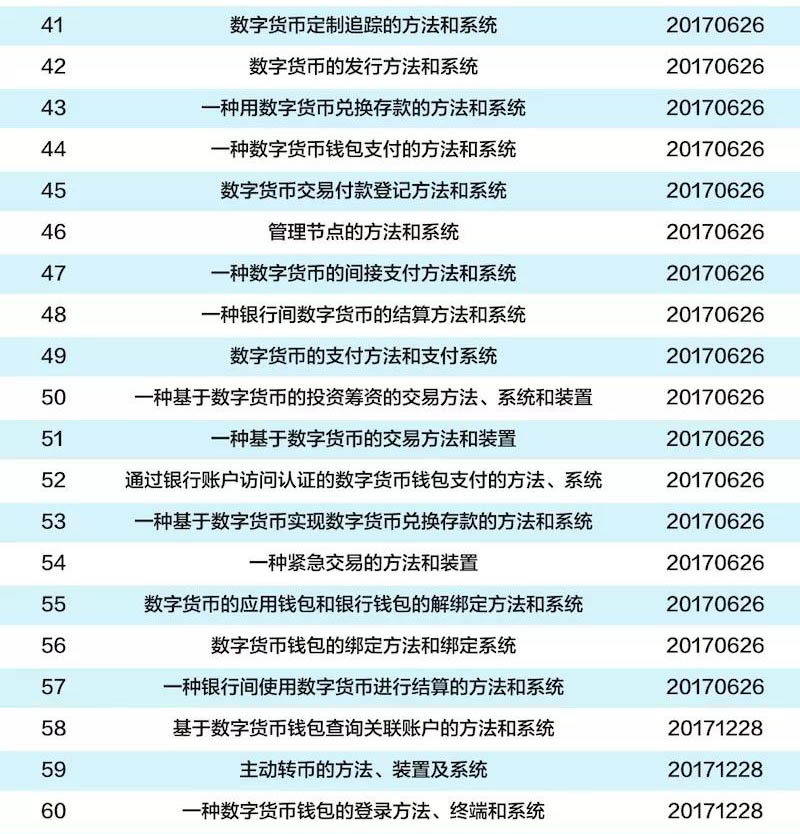 41 数字货币定制追踪的方法和系统 20170626
42 数字货币的发行方法和系统 20170626
43 一种用数字货币兑换存款的方法和系统 20170626
44 一种数字货币钱包支付的方法和系统 20170626
45 数字货币交易付款登记方法和系统 20170626
46 管理节点的方法和系统 20170626
47 一种数字货币的间接支付方法和系统 20170626
48 一种银行间数字货币的结算方法和系统 20170626
49 数字货币的支付方法和支付系统 20170626
50 一种基于数字货币的投资筹资的交易方法、系统和装置 20170626
51 一种基于数字货币的交易方法和装置 20170626
52 通过银行账户访问认证的数字货币钱包支付的方法、系统 20170626
53 一种基于数字货币实现数字货币兑换存款的方法和系统 20170626
54 一种紧急交易的方法和装置 20170626
55 数字货币的应用钱包和银行钱包的解绑定方法和系统 20170626
56 数字货币钱包的绑定方法和绑定系统 20170626
57 一种银行间使用数字货币进行结算的方法和系统 20170626
58 基于数字货币钱包查询关联账户的方法和系统 20171228
59 主动转币的方法、装置及系统 20171228
60 一种数字货币钱包的登录方法、终端和系统 20171228